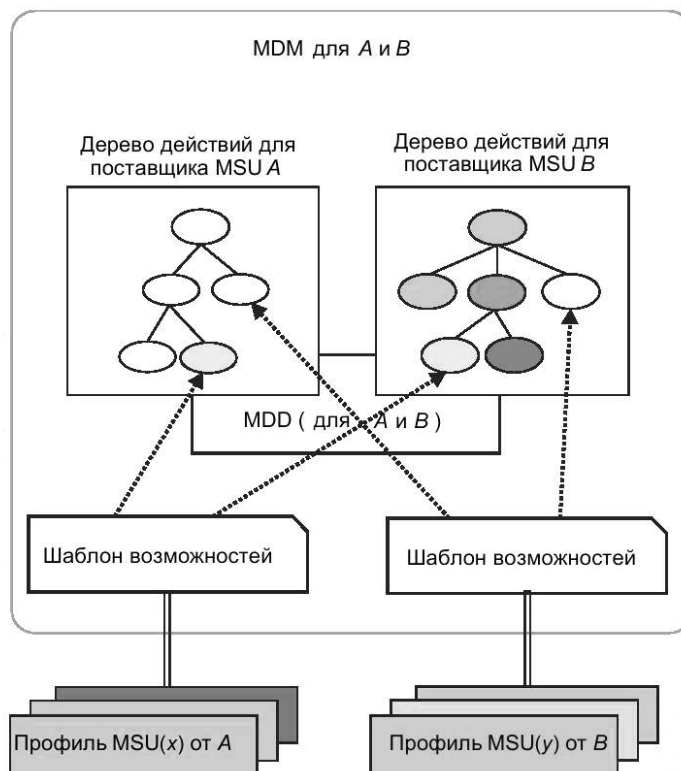 MDM для A и B
Дерево действий для
поставщика MSU A
Дерево действий для
поставщика MSU B
MDD ( для A и B )
Шаблон возможностей
Шаблон возможностей
Профиль MSU(x) от A
Профиль MSU(y) от B